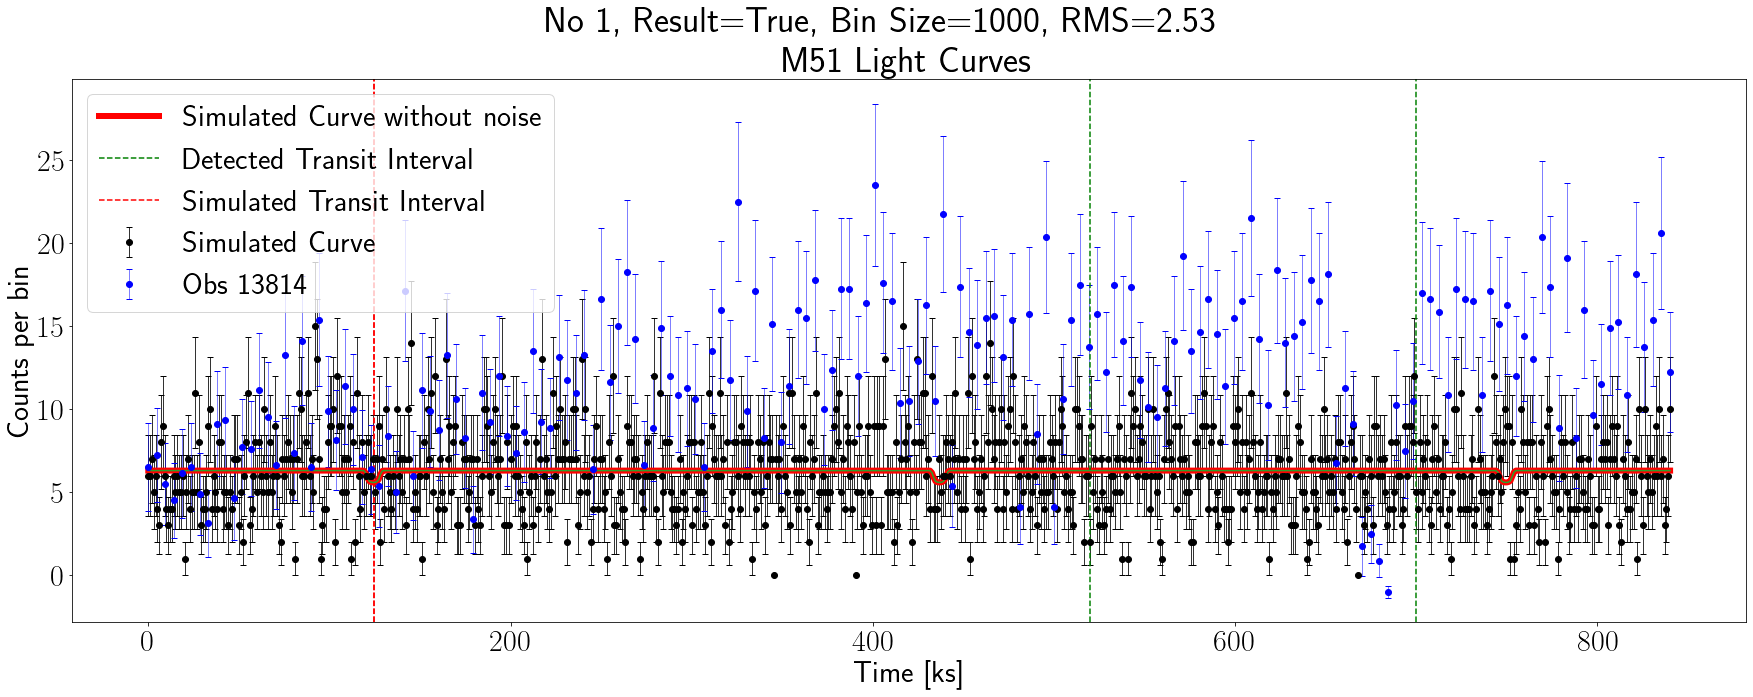 No 1, Result=True, Bin Size=1000, RMS=2.53
M51 Light Curves
Simulated Curve without noise
Detected Transit Interval
Simulated Transit Interval
Simulated Curve
Obs 13814
Counts per bin
25
20
15
10
5
0
0 200 400 600 800
Time [ks]